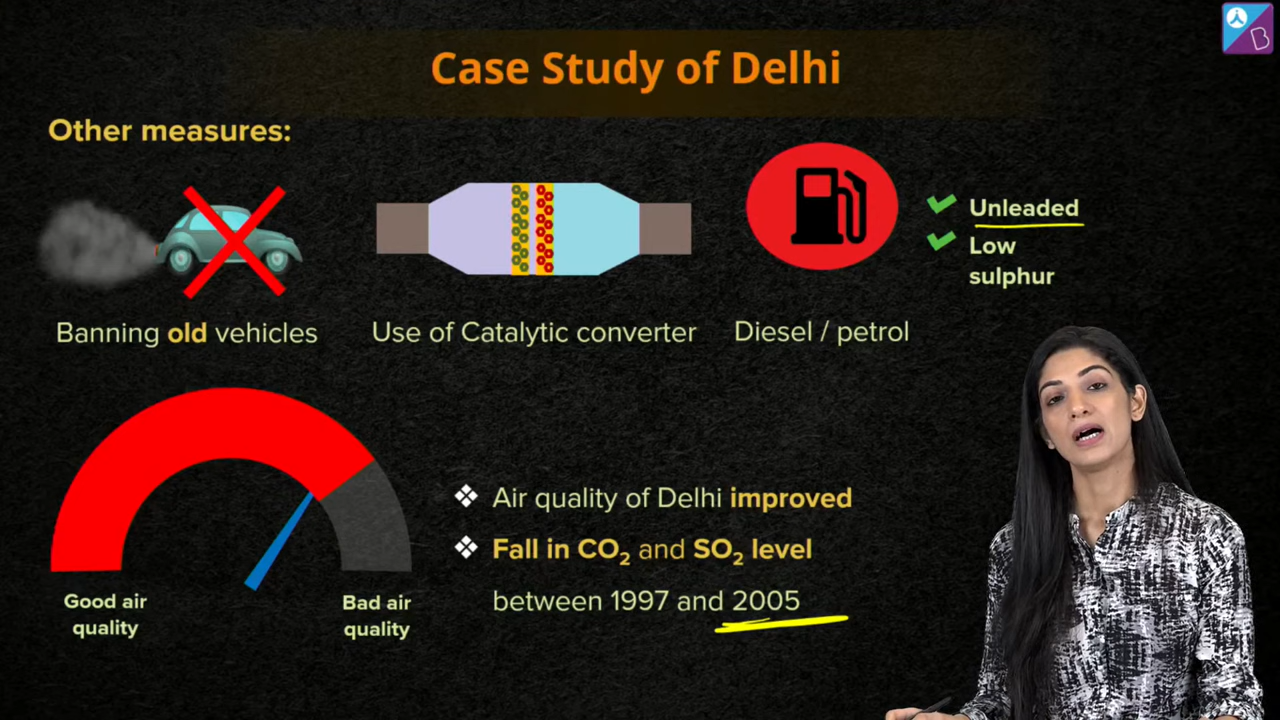 Case Study of Delhi
Other measures:
Unleaded
Low
sulphur
Banning old vehicles
Use of Catalytic converter
Diesel / petrol
Good air
quality
Bad air
quality
Air quality of Delhi improved
Fall in CO₂ and SO₂ level
between 1997 and 2005
B